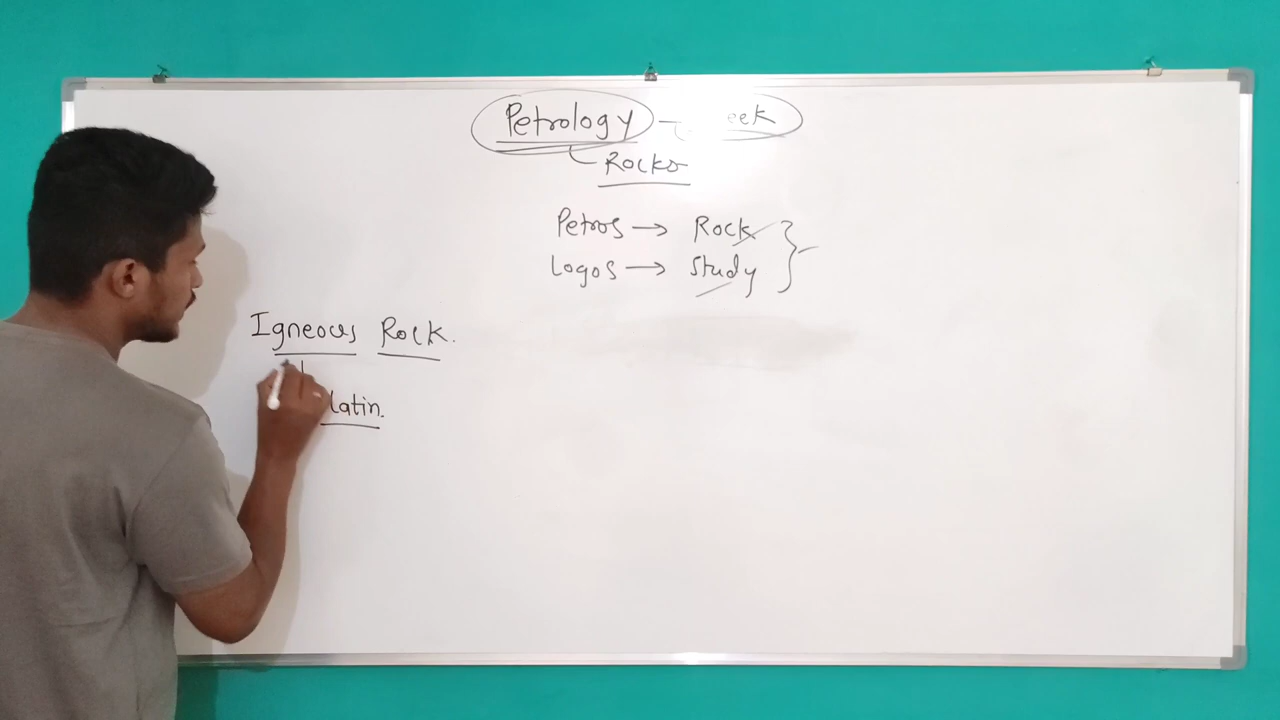 Petrology — eek
Rocks
Petros → Rock
Logos → Study
Igneous Rock.
Latin.